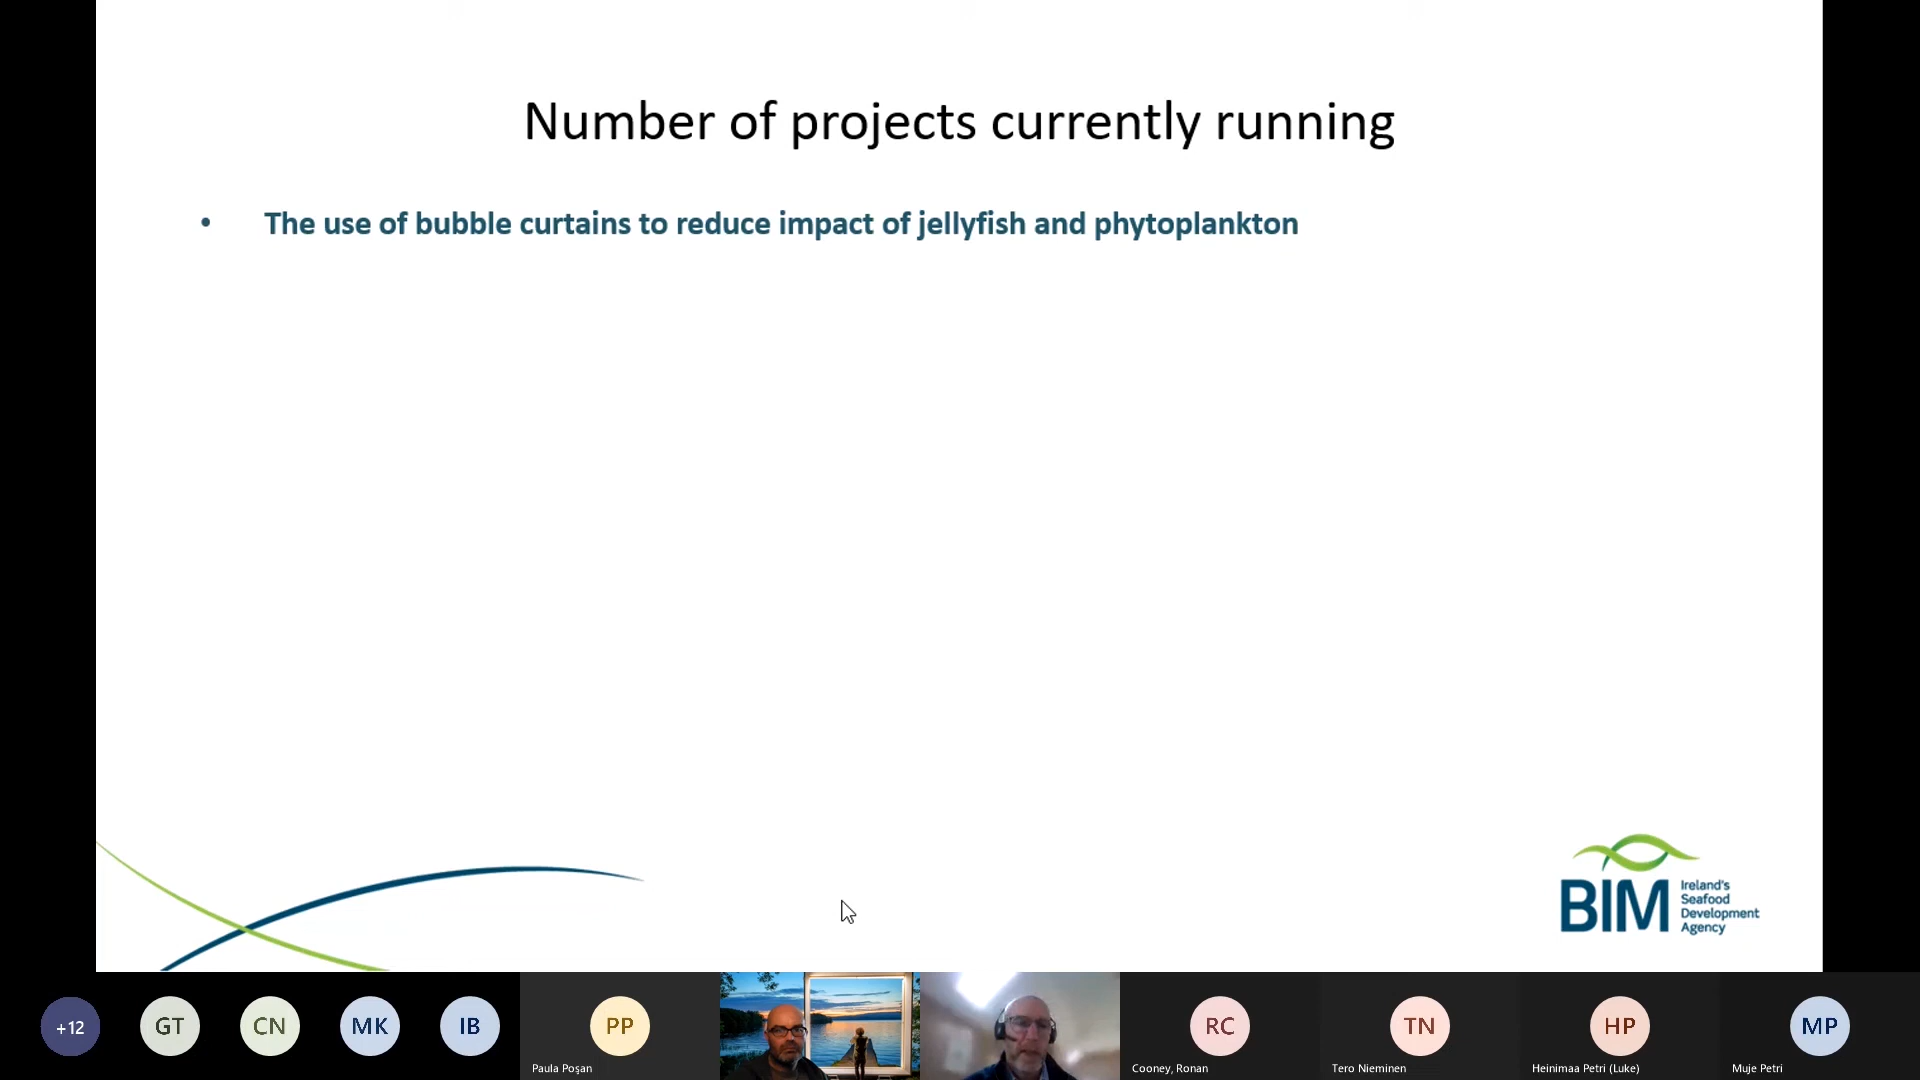 Number of projects currently running
• The use of bubble curtains to reduce impact of jellyfish and phytoplankton
BIM
Ireland's
Seafood
Development
Agency
+12
GT
CN
MK
IB
PP
RC
TN
HP
MP
Paula Poşan
Cooney, Ronan
Tero Nieminen
Heinimaa Petri (Luke)
Muje Petri